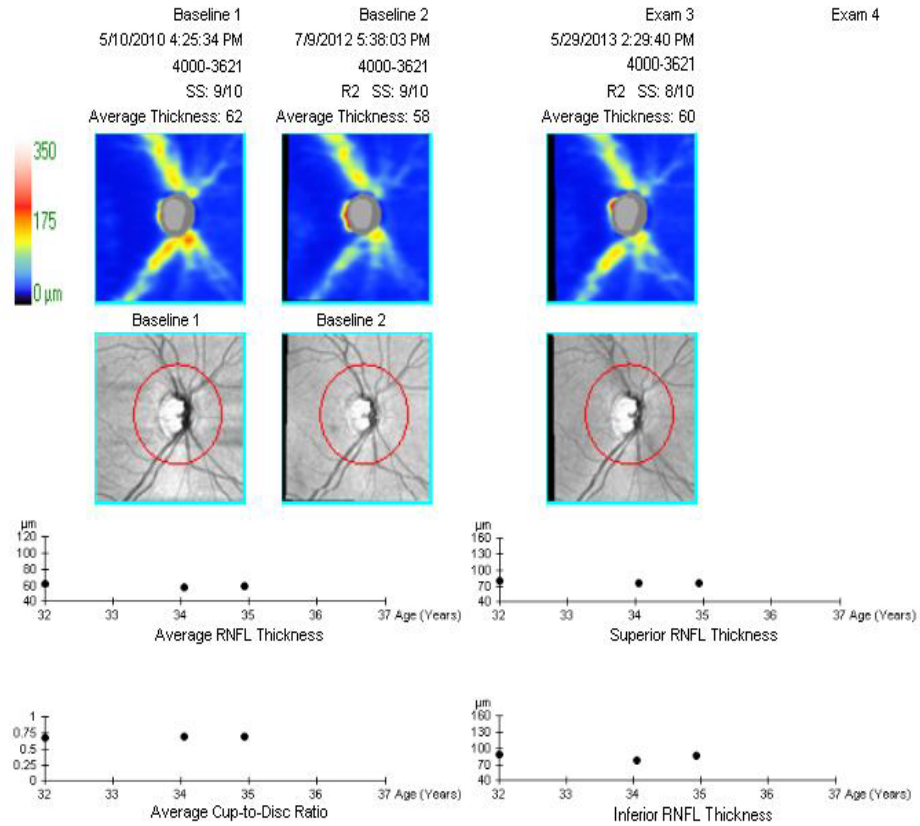 Baseline 1 Baseline 2 Exam 3 Exam 4
5/10/2010 4:25:34 PM 7/9/2012 5:38:03 PM 5/29/2013 2:29:40 PM
4000-3621 4000-3621 4000-3621
SS: 9/10 R2 SS: 9/10 R2 SS: 8/10
Average Thickness: 62 Average Thickness: 58 Average Thickness: 60
350
175
0 µm
Baseline 1 Baseline 2
µm
120
100
80
60
40
32 33 34 35 36 37 Age (Years)
Average RNFL Thickness
µm
160
130
100
70
40
32 33 34 35 36 37 Age (Years)
Superior RNFL Thickness
1
0.75
0.5
0.25
0
32 33 34 35 36 37 Age (Years)
Average Cup-to-Disc Ratio
µm
160
130
100
70
40
32 33 34 35 36 37 Age (Years)
Inferior RNFL Thickness